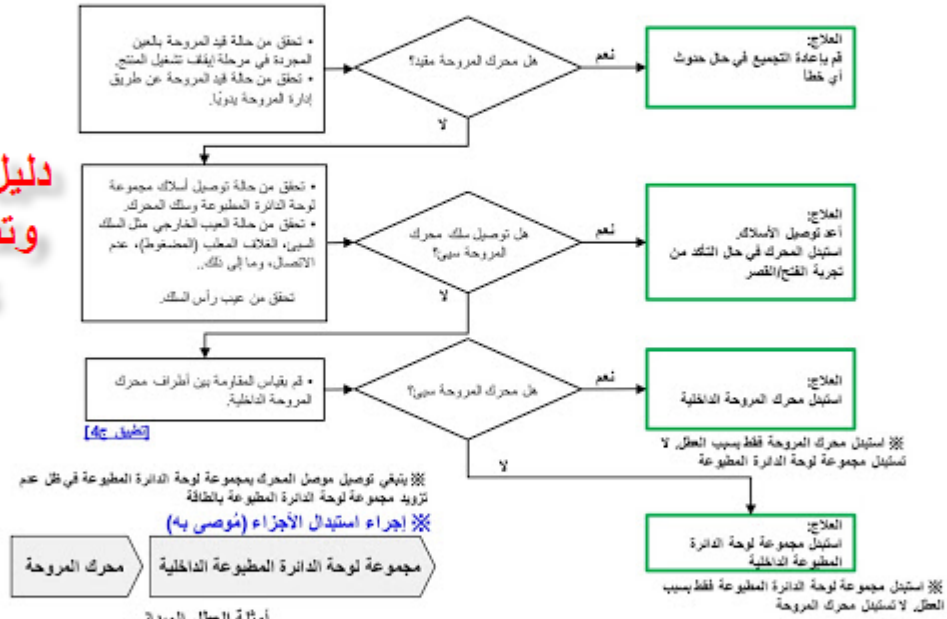 • تحقق من حالة قيد المروحة بالعين
المجردة في مرحلة إيقاف تشغيل المنتج.
• تحقق من حالة قيد المروحة عن طريق
إدارة المروحة يدويًا.
هل محرك المروحة مقيد؟
نعم
العلاج:
قم بإعادة التجميع في حال حدوث
أي خطأ
لا
دليل
• تحقق من حالة توصيل أسلاك مجموعة
لوحة الدائرة المطبوعة وسلك المحرك.
• تحقق من حالة العيب الخارجي مثل السلك
السيئ، الغلاف المعلب (المضغوط)، عدم
الاتصال، وما إلى ذلك..
تحقق من عيب رأس السلك.
هل توصيل سلك محرك
المروحة سيئ؟
نعم
العلاج:
أعد توصيل الأسلاك.
استبدل المحرك في حال التأكد من
تجربة الفتح/القصر
لا
• قم بقياس المقاومة بين أطراف محرك
المروحة الداخلية.
[تطبيق ج4]
هل محرك المروحة سيئ؟
نعم
العلاج:
استبدل محرك المروحة الداخلية
※ استبدل محرك المروحة فقط بسبب العطل. لا
تستبدل مجموعة لوحة الدائرة المطبوعة
لا
※ ينبغي توصيل موصل المحرك بمجموعة لوحة الدائرة المطبوعة في ظل عدم
تزويد مجموعة لوحة الدائرة المطبوعة بالطاقة
※ إجراء استبدال الأجزاء (مُوصى به)
مجموعة لوحة الدائرة المطبوعة الداخلية
محرك المروحة
العلاج:
استبدل مجموعة لوحة الدائرة
المطبوعة الداخلية
※ استبدل مجموعة لوحة الدائرة المطبوعة فقط بسبب
العطل. لا تستبدل محرك المروحة